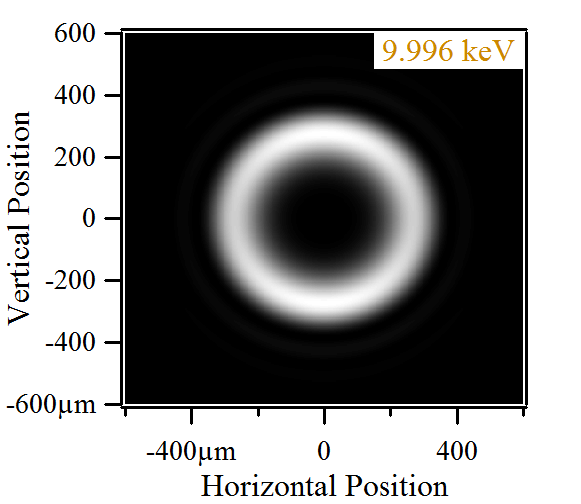 9.996 keV
600
400
200
0
-200
-400
-600µm
Vertical Position
-400µm 0 400
Horizontal Position